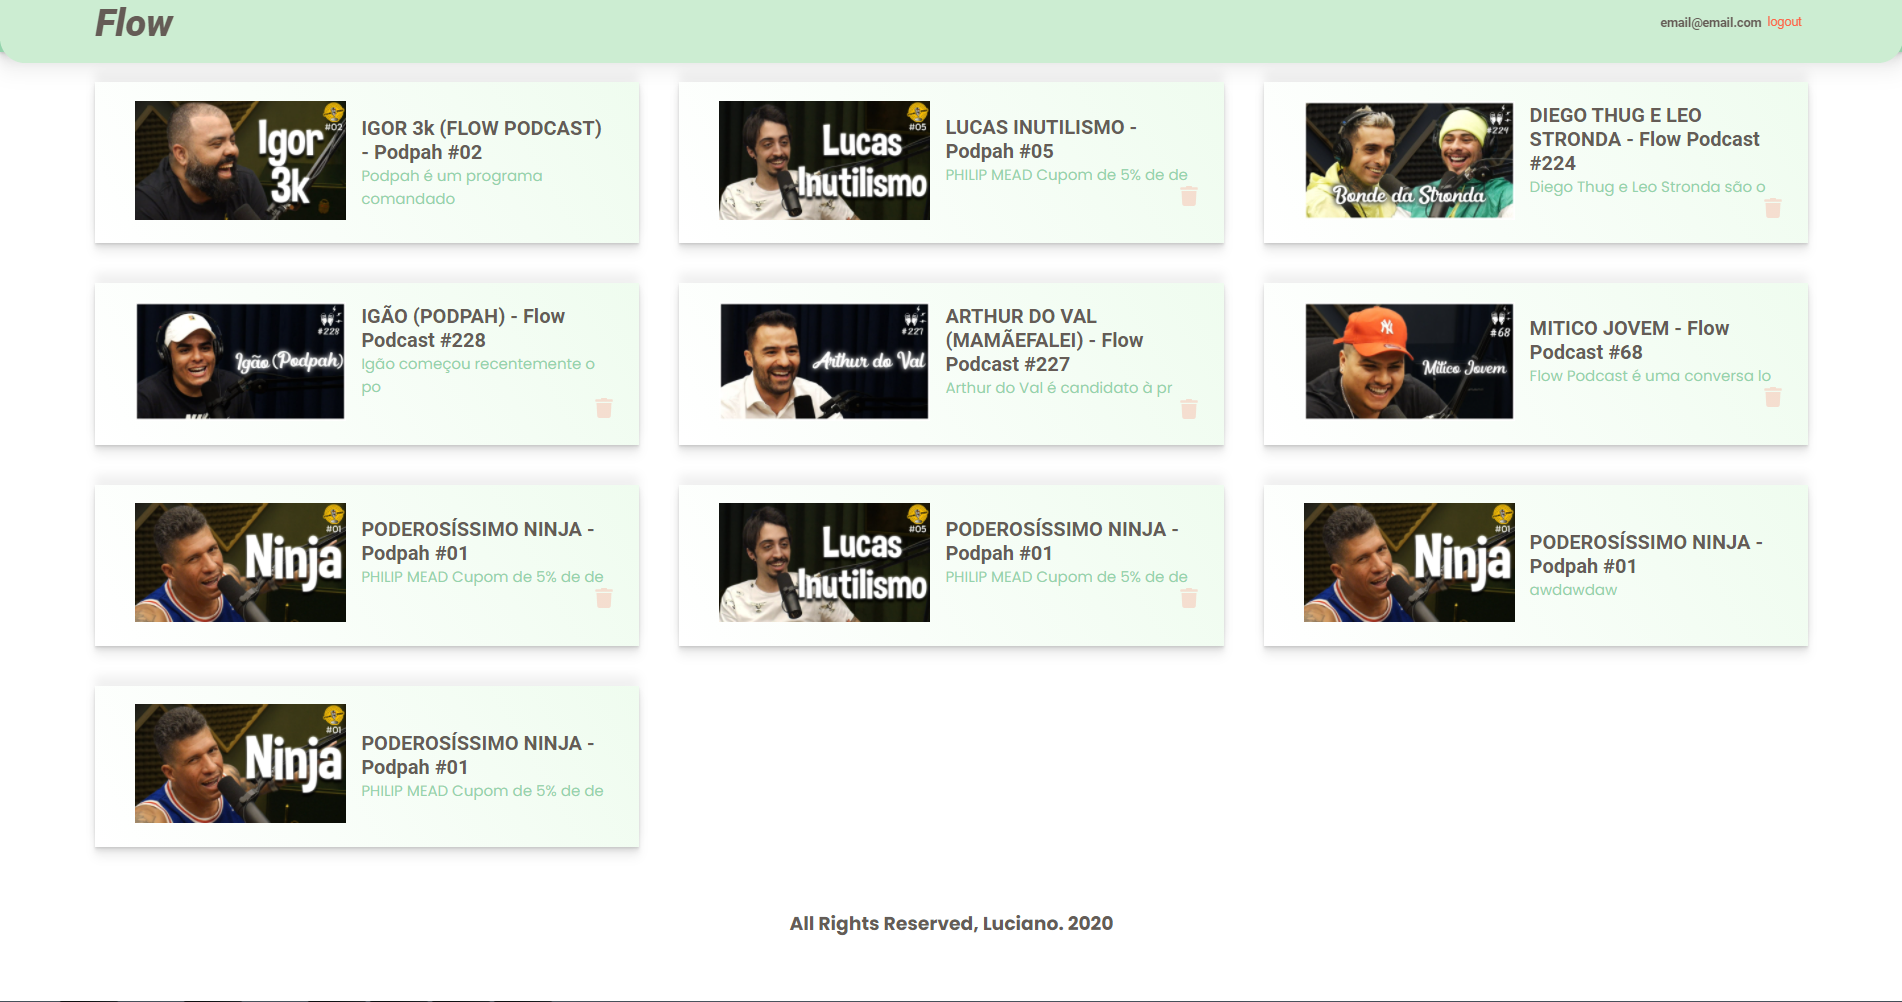 Flow
email@email.com logout
Igor
3k
#02
IGOR 3k (FLOW PODCAST)
- Podpah #02
Podpah é um programa
comandado
Lucas
Inutilismo
#05
LUCAS INUTILISMO -
Podpah #05
PHILIP MEAD Cupom de 5% de de
#224
Bonde da Stronda
DIEGO THUG E LEO
STRONDA - Flow Podcast
#224
Diego Thug e Leo Stronda são o
#228
Igão (Podpah)
IGÃO (PODPAH) - Flow
Podcast #228
Igão começou recentemente o
po
#227
Arthur do Val
ARTHUR DO VAL
(MAMÃEFALEI) - Flow
Podcast #227
Arthur do Val é candidato à pr
#68
Mitico Jovem
MITICO JOVEM - Flow
Podcast #68
Flow Podcast é uma conversa lo
#01
Ninja
PODEROSÍSSIMO NINJA -
Podpah #01
PHILIP MEAD Cupom de 5% de de
#05
Lucas
Inutilismo
PODEROSÍSSIMO NINJA -
Podpah #01
PHILIP MEAD Cupom de 5% de de
#01
Ninja
PODEROSÍSSIMO NINJA -
Podpah #01
awdawdaw
#01
Ninja
PODEROSÍSSIMO NINJA -
Podpah #01
PHILIP MEAD Cupom de 5% de de
All Rights Reserved, Luciano. 2020